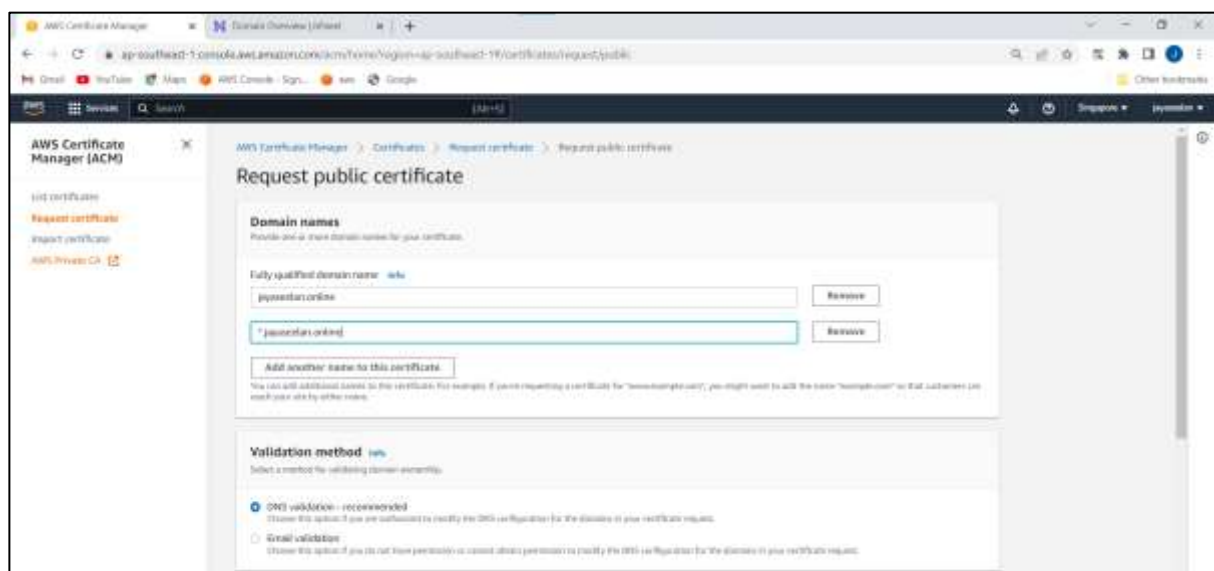 AWS Certificate Manager
Domain Overview |
ap-southeast-1.console.aws.amazon.com/acm/home?region=ap-southeast-1#/certificates/request/public
Gmail YouTube Maps AWS Console - Sign... aws Google Other bookmarks
aws Services Search [Alt+S] Singapore
AWS Certificate Manager (ACM)
List certificates
Request certificate
Import certificate
AWS Private CA
AWS Certificate Manager > Certificates > Request certificate > Request public certificate
Request public certificate
Domain names
Provide one or more domain names for your certificate.
Fully qualified domain name Info
Remove
Remove
Add another name to this certificate
You can add additional names to this certificate. For example, if you're requesting a certificate for "www.example.com", you might want to add the name "example.com" so that customers can
reach your site by either name.
Validation method Info
Select a method for validating domain ownership.
DNS validation - recommended
Choose this option if you are authorized to modify the DNS configuration for the domains in your certificate request.
Email validation
Choose this option if you do not have permission or cannot obtain permission to modify the DNS configuration for the domains in your certificate request.